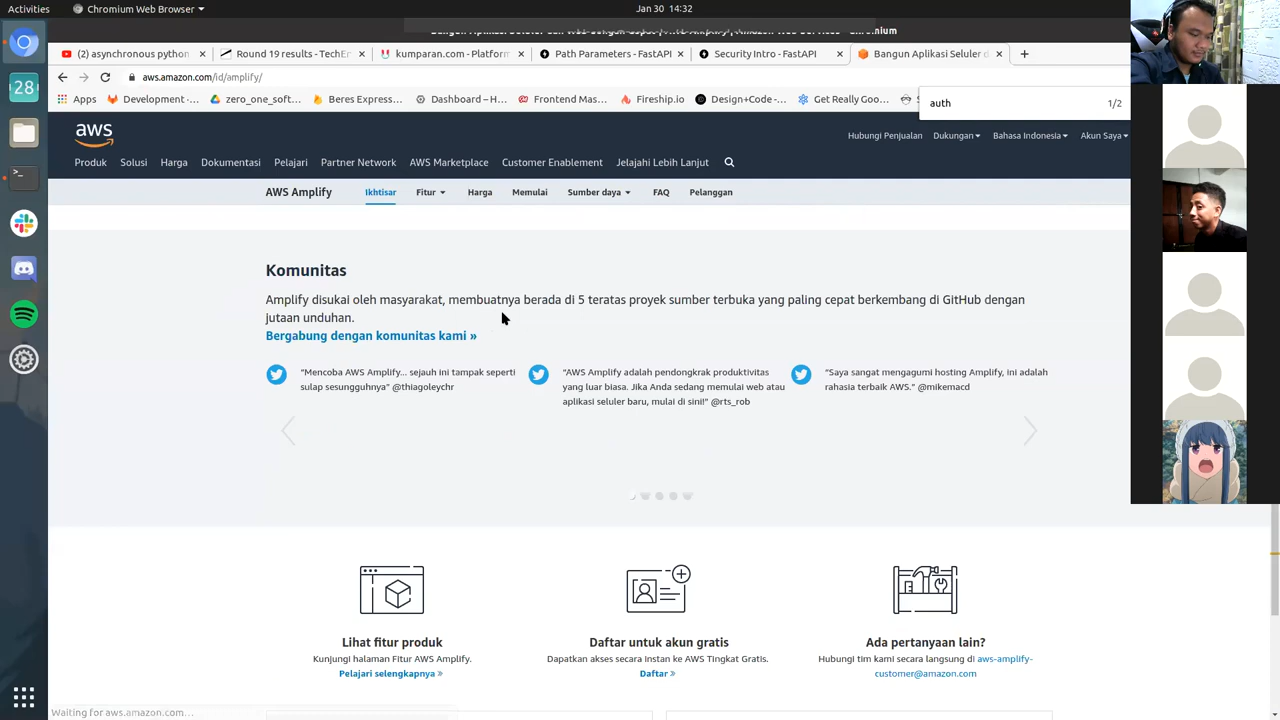 Activities
Chromium Web Browser
Jan 30 14:32
(2) asynchronous python
Round 19 results - TechEm
kumparan.com - Platform
Path Parameters - FastAPI
Security Intro - FastAPI
Bangun Aplikasi Seluler d
aws.amazon.com/id/amplify/
Apps
Development -...
zero_one_soft...
Beres Express...
Dashboard – H...
Frontend Mas...
Fireship.io
Design+Code -...
Get Really Goo...
auth
1/2
aws
Hubungi Penjualan
Dukungan
Bahasa Indonesia
Akun Saya
Produk
Solusi
Harga
Dokumentasi
Pelajari
Partner Network
AWS Marketplace
Customer Enablement
Jelajahi Lebih Lanjut
AWS Amplify
Ikhtisar
Fitur
Harga
Memulai
Sumber daya
FAQ
Pelanggan
28
Komunitas
Amplify disukai oleh masyarakat, membuatnya berada di 5 teratas proyek sumber terbuka yang paling cepat berkembang di GitHub dengan
jutaan unduhan.
Bergabung dengan komunitas kami »
“Mencoba AWS Amplify... sejauh ini tampak seperti
sulap sesungguhnya” @thiagoleychr
“AWS Amplify adalah pendongkrak produktivitas
yang luar biasa. Jika Anda sedang memulai web atau
aplikasi seluler baru, mulai di sini!” @rts_rob
“Saya sangat mengagumi hosting Amplify, ini adalah
rahasia terbaik AWS.” @mikemacd
Lihat fitur produk
Kunjungi halaman Fitur AWS Amplify.
Pelajari selengkapnya »
Daftar untuk akun gratis
Dapatkan akses secara instan ke AWS Tingkat Gratis.
Daftar »
Ada pertanyaan lain?
Hubungi tim kami secara langsung di aws-amplify-
customer@amazon.com
Waiting for aws.amazon.com...